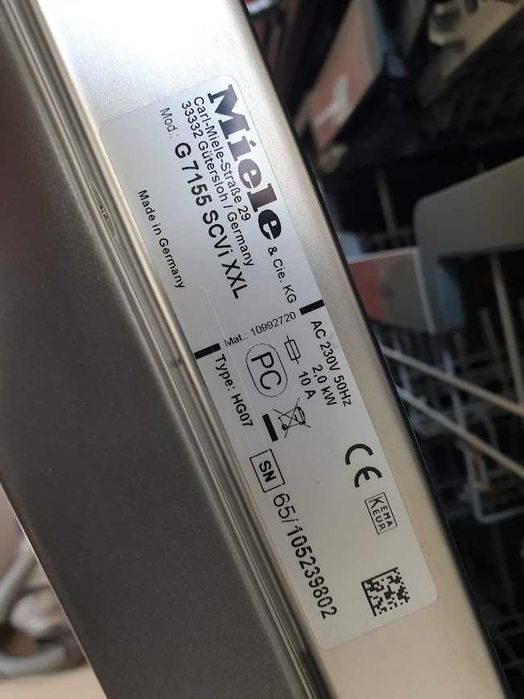 Miele & Cie. KG
Carl-Miele-Straße 29
33332 Gütersloh / Germany
Mod.: G 7155 SCVi XXL
Made in Germany
Mat.: 10992720
Type: HG07
PC
AC 230V 50Hz
2,0 kW
10 A
CE
KEMA
KEUR
SN 65/105239802